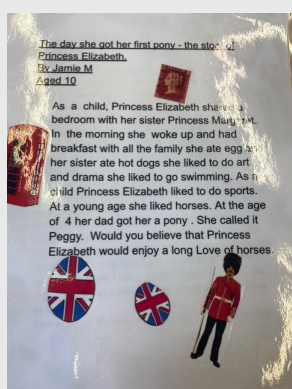 The day she got her first pony - the story of
Princess Elizabeth.
By Jamie M
Aged 10
As a child, Princess Elizabeth shared a
bedroom with her sister Princess Margaret.
In the morning she woke up and had
breakfast with all the family she ate egg an
her sister ate hot dogs she liked to do art
and drama she liked to go swimming. As a
child Princess Elizabeth liked to do sports.
At a young age she liked horses. At the age
of 4 her dad got her a pony . She called it
Peggy. Would you believe that Princess
Elizabeth would enjoy a long Love of horses.